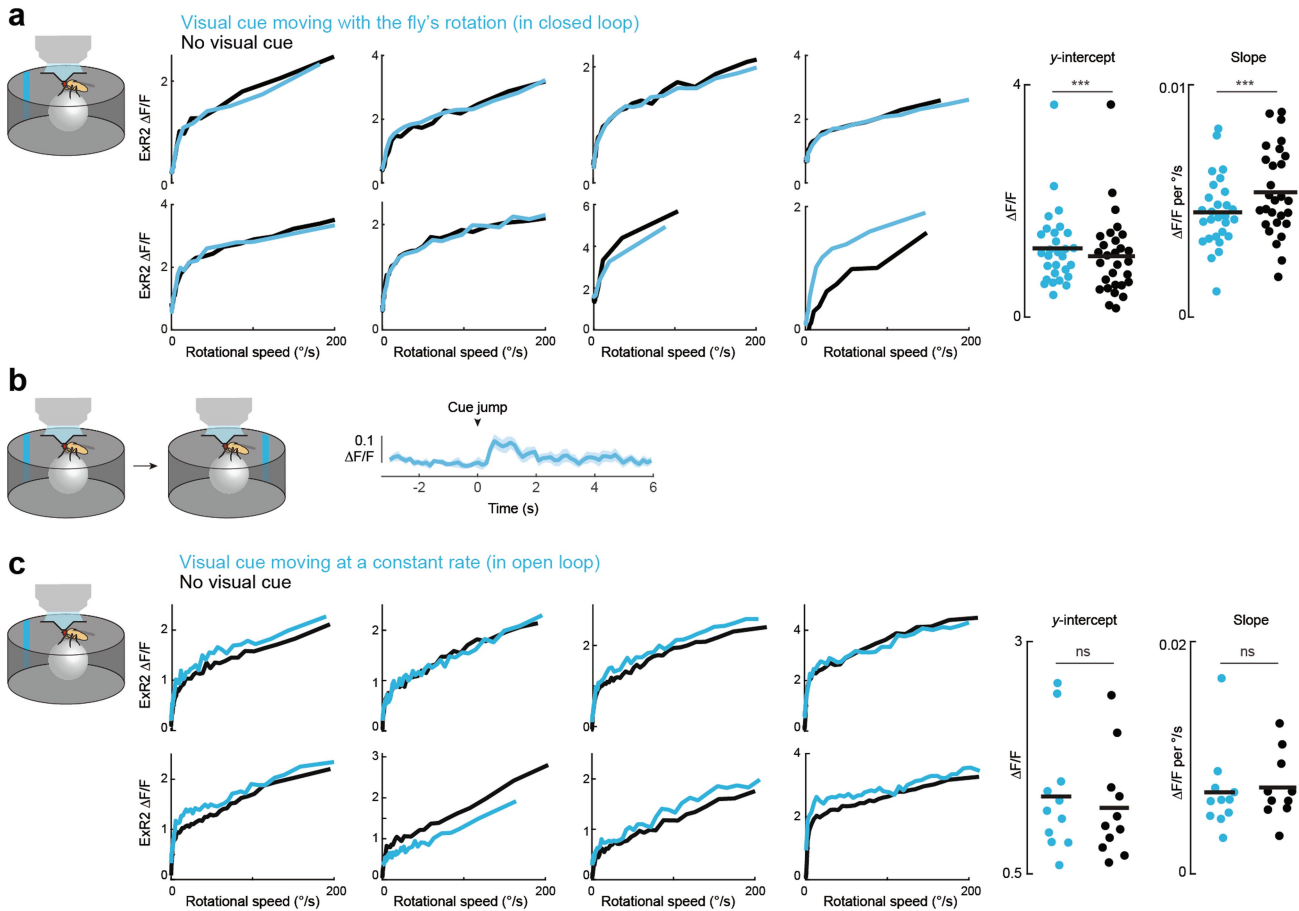 a
Visual cue moving with the fly's rotation (in closed loop)
No visual cue
ExR2 ΔF/F
2
0
4
2
0
4
2
0
4
2
0
ExR2 ΔF/F
4
2
0
2
0
6
4
2
0
2
0
0
200
Rotational speed (°/s)
0
200
Rotational speed (°/s)
0
200
Rotational speed (°/s)
0
200
Rotational speed (°/s)
y-intercept
***
4
ΔF/F
0
Slope
***
0.01
ΔF/F per °/s
0
b
Cue jump
0.1
ΔF/F
-2
0
2
4
6
Time (s)
c
Visual cue moving at a constant rate (in open loop)
No visual cue
ExR2 ΔF/F
2
1
0
2
1
0
2
1
0
4
2
0
ExR2 ΔF/F
2
1
0
3
2
1
1
0
2
1
0
4
2
0
0
200
Rotational speed (°/s)
0
200
Rotational speed (°/s)
0
200
Rotational speed (°/s)
0
200
Rotational speed (°/s)
y-intercept
ns
3
ΔF/F
0.5
Slope
ns
0.02
ΔF/F per °/s
0